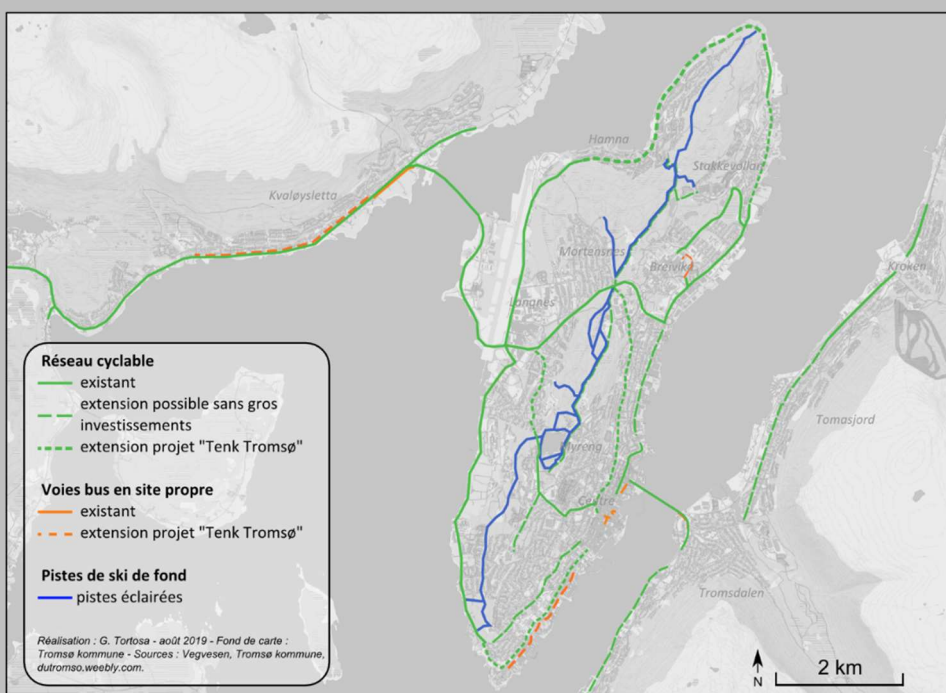 Hamna
Stakkevollan
Kvaløysletta
Mortensnes
Breivika
Kroken
Langnes
Réseau cyclable
existant
extension possible sans gros
investissements
extension projet "Tenk Tromsø"
Tomasjord
Myreng
Voies bus en site propre
existant
extension projet "Tenk Tromsø"
Centre
Pistes de ski de fond
pistes éclairées
Tromsdalen
Réalisation : G. Tortosa - août 2019 - Fond de carte :
Tromsø kommune - Sources : Vegvesen, Tromsø kommune,
dutromso.weebly.com.
N
2 km